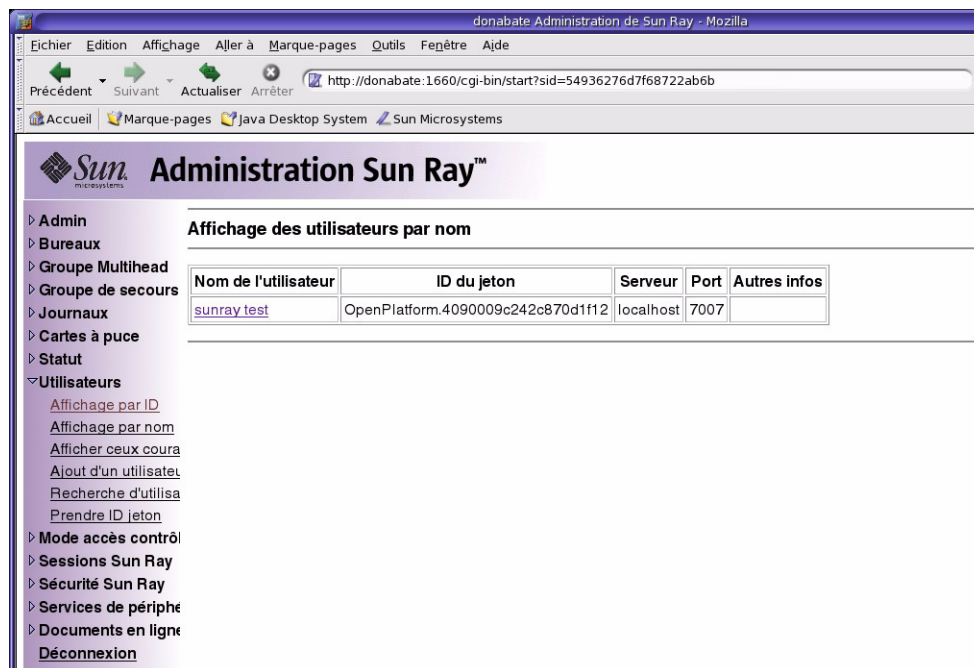 donabate Administration de Sun Ray - Mozilla
Fichier Edition Affichage Aller à Marque-pages Outils Fenêtre Aide
Précédent Suivant Actualiser Arrêter http://donabate:1660/cgi-bin/start?sid=54936276d7f68722ab6b
Accueil Marque-pages Java Desktop System Sun Microsystems
Sun microsystems Administration Sun Ray™
Admin
Bureaux
Groupe Multihead
Groupe de secours
Journaux
Cartes à puce
Statut
Utilisateurs
Affichage par ID
Affichage par nom
Afficher ceux coura
Ajout d'un utilisateu
Recherche d'utilisa
Prendre ID jeton
Mode accès contrôl
Sessions Sun Ray
Sécurité Sun Ray
Services de périphé
Documents en ligne
Déconnexion
Affichage des utilisateurs par nom
Nom de l'utilisateur ID du jeton Serveur Port Autres infos
sunray test OpenPlatform.4090009c242c870d1f12 localhost 7007